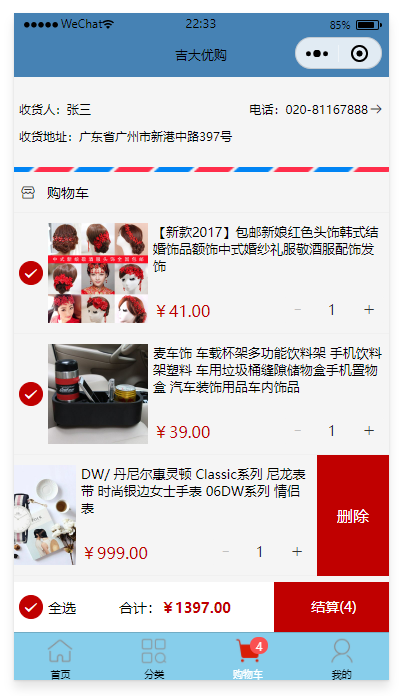 WeChat 22:33 85%
吉大优购
收货人：张三 电话：020-81167888
收货地址：广东省广州市新港中路397号
购物车
【新款2017】包邮新娘红色头饰韩式结
婚饰品额饰中式婚纱礼服敬酒服配饰发
饰
￥41.00 - 1 +
麦车饰 车载杯架多功能饮料架 手机饮料
架塑料 车用垃圾桶缝隙储物盒手机置物
盒 汽车装饰用品车内饰品
￥39.00 - 1 +
DW/ 丹尼尔惠灵顿 Classic系列 尼龙表
带 时尚银边女士手表 06DW系列 情侣
表
￥999.00 - 1 +
删除
全选 合计：￥1397.00 结算(4)
4
首页 分类 购物车 我的